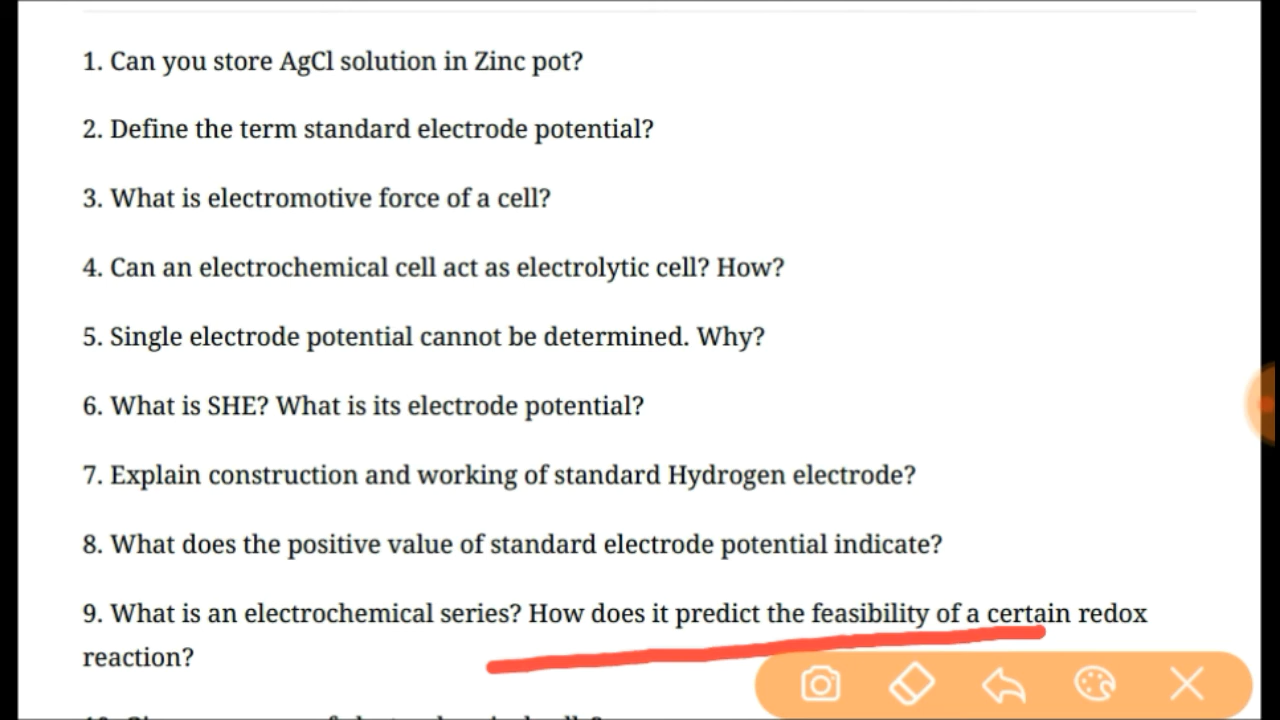 1. Can you store AgCl solution in Zinc pot?
2. Define the term standard electrode potential?
3. What is electromotive force of a cell?
4. Can an electrochemical cell act as electrolytic cell? How?
5. Single electrode potential cannot be determined. Why?
6. What is SHE? What is its electrode potential?
7. Explain construction and working of standard Hydrogen electrode?
8. What does the positive value of standard electrode potential indicate?
9. What is an electrochemical series? How does it predict the feasibility of a certain redox
reaction?